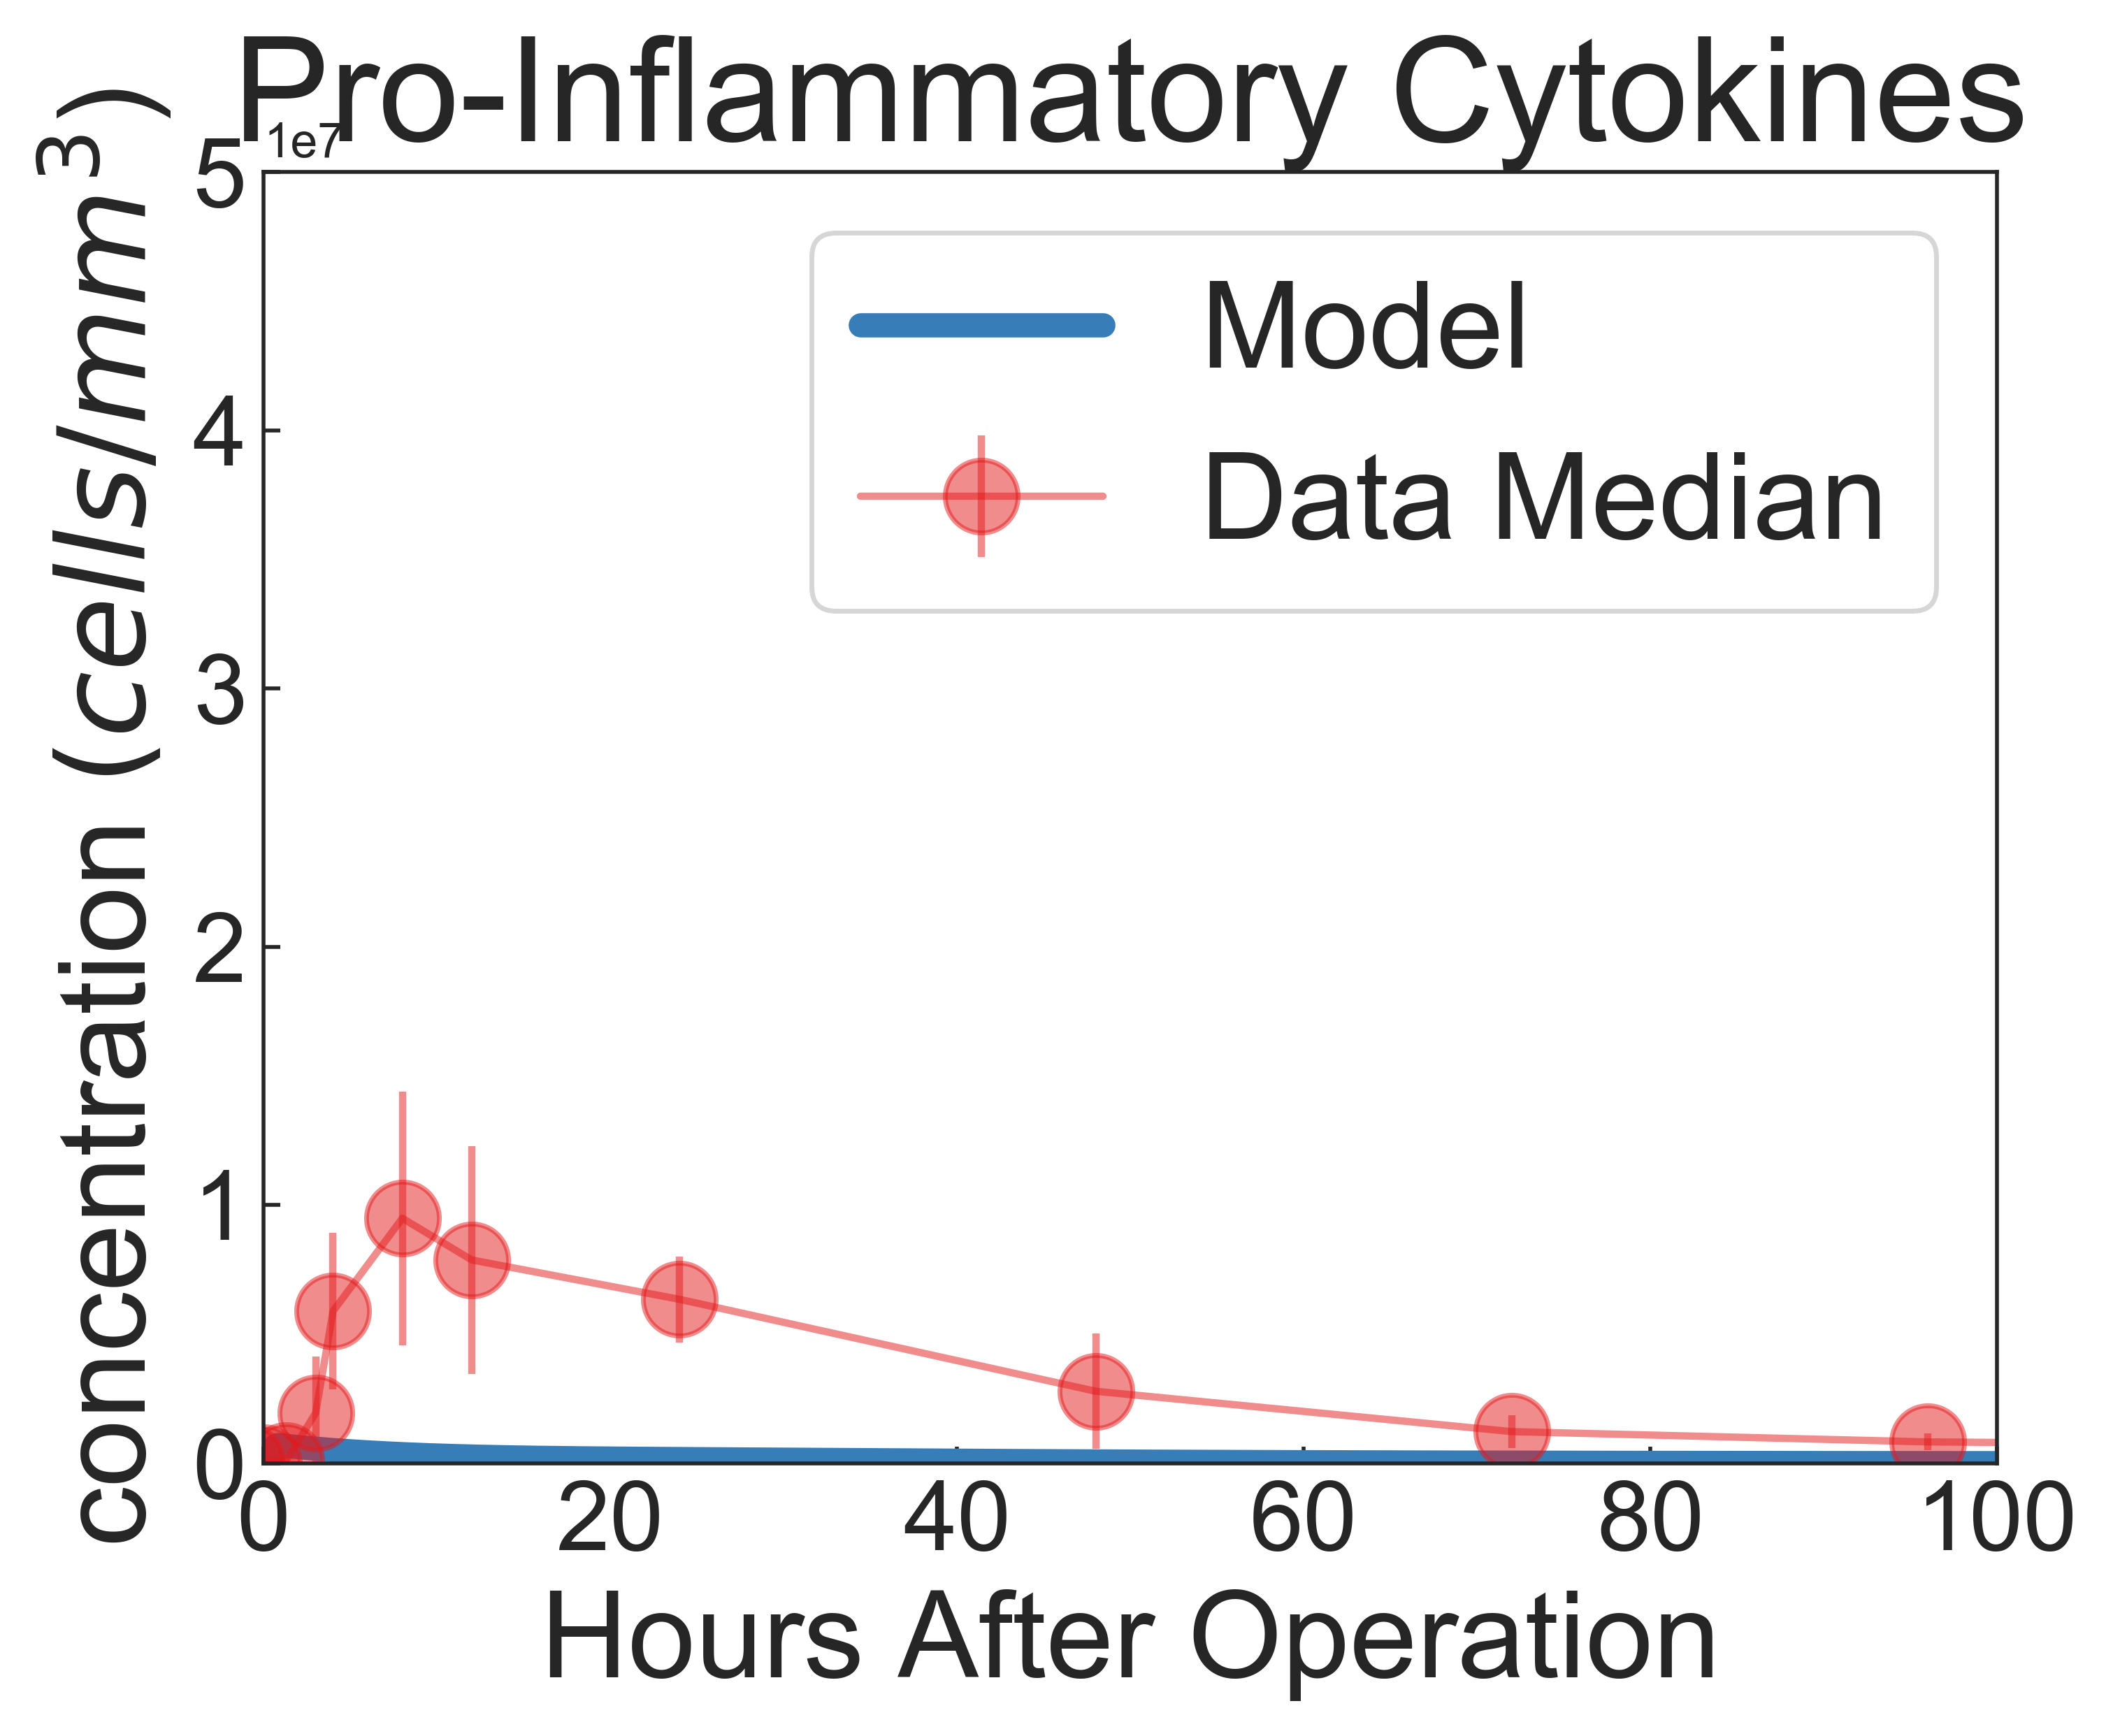 Pro-Inflammatory Cytokines
1e7
concentration (cells/mm³)
5
4
3
2
1
0
Model
Data Median
0 20 40 60 80 100
Hours After Operation